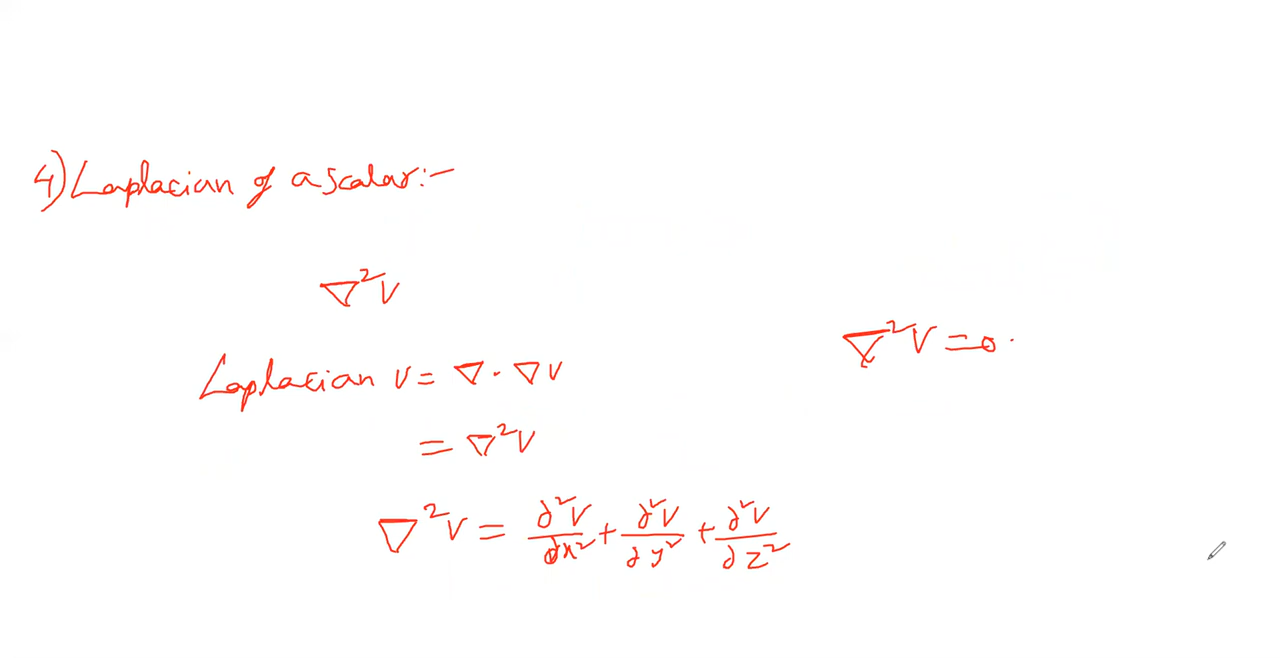 4) Laplacian of a scalar:-
∇²V
∇²V = 0.
Laplacian V = ∇ · ∇V
= ∇²V
∇²V = ∂²V/∂x² + ∂²V/∂y² + ∂²V/∂z²